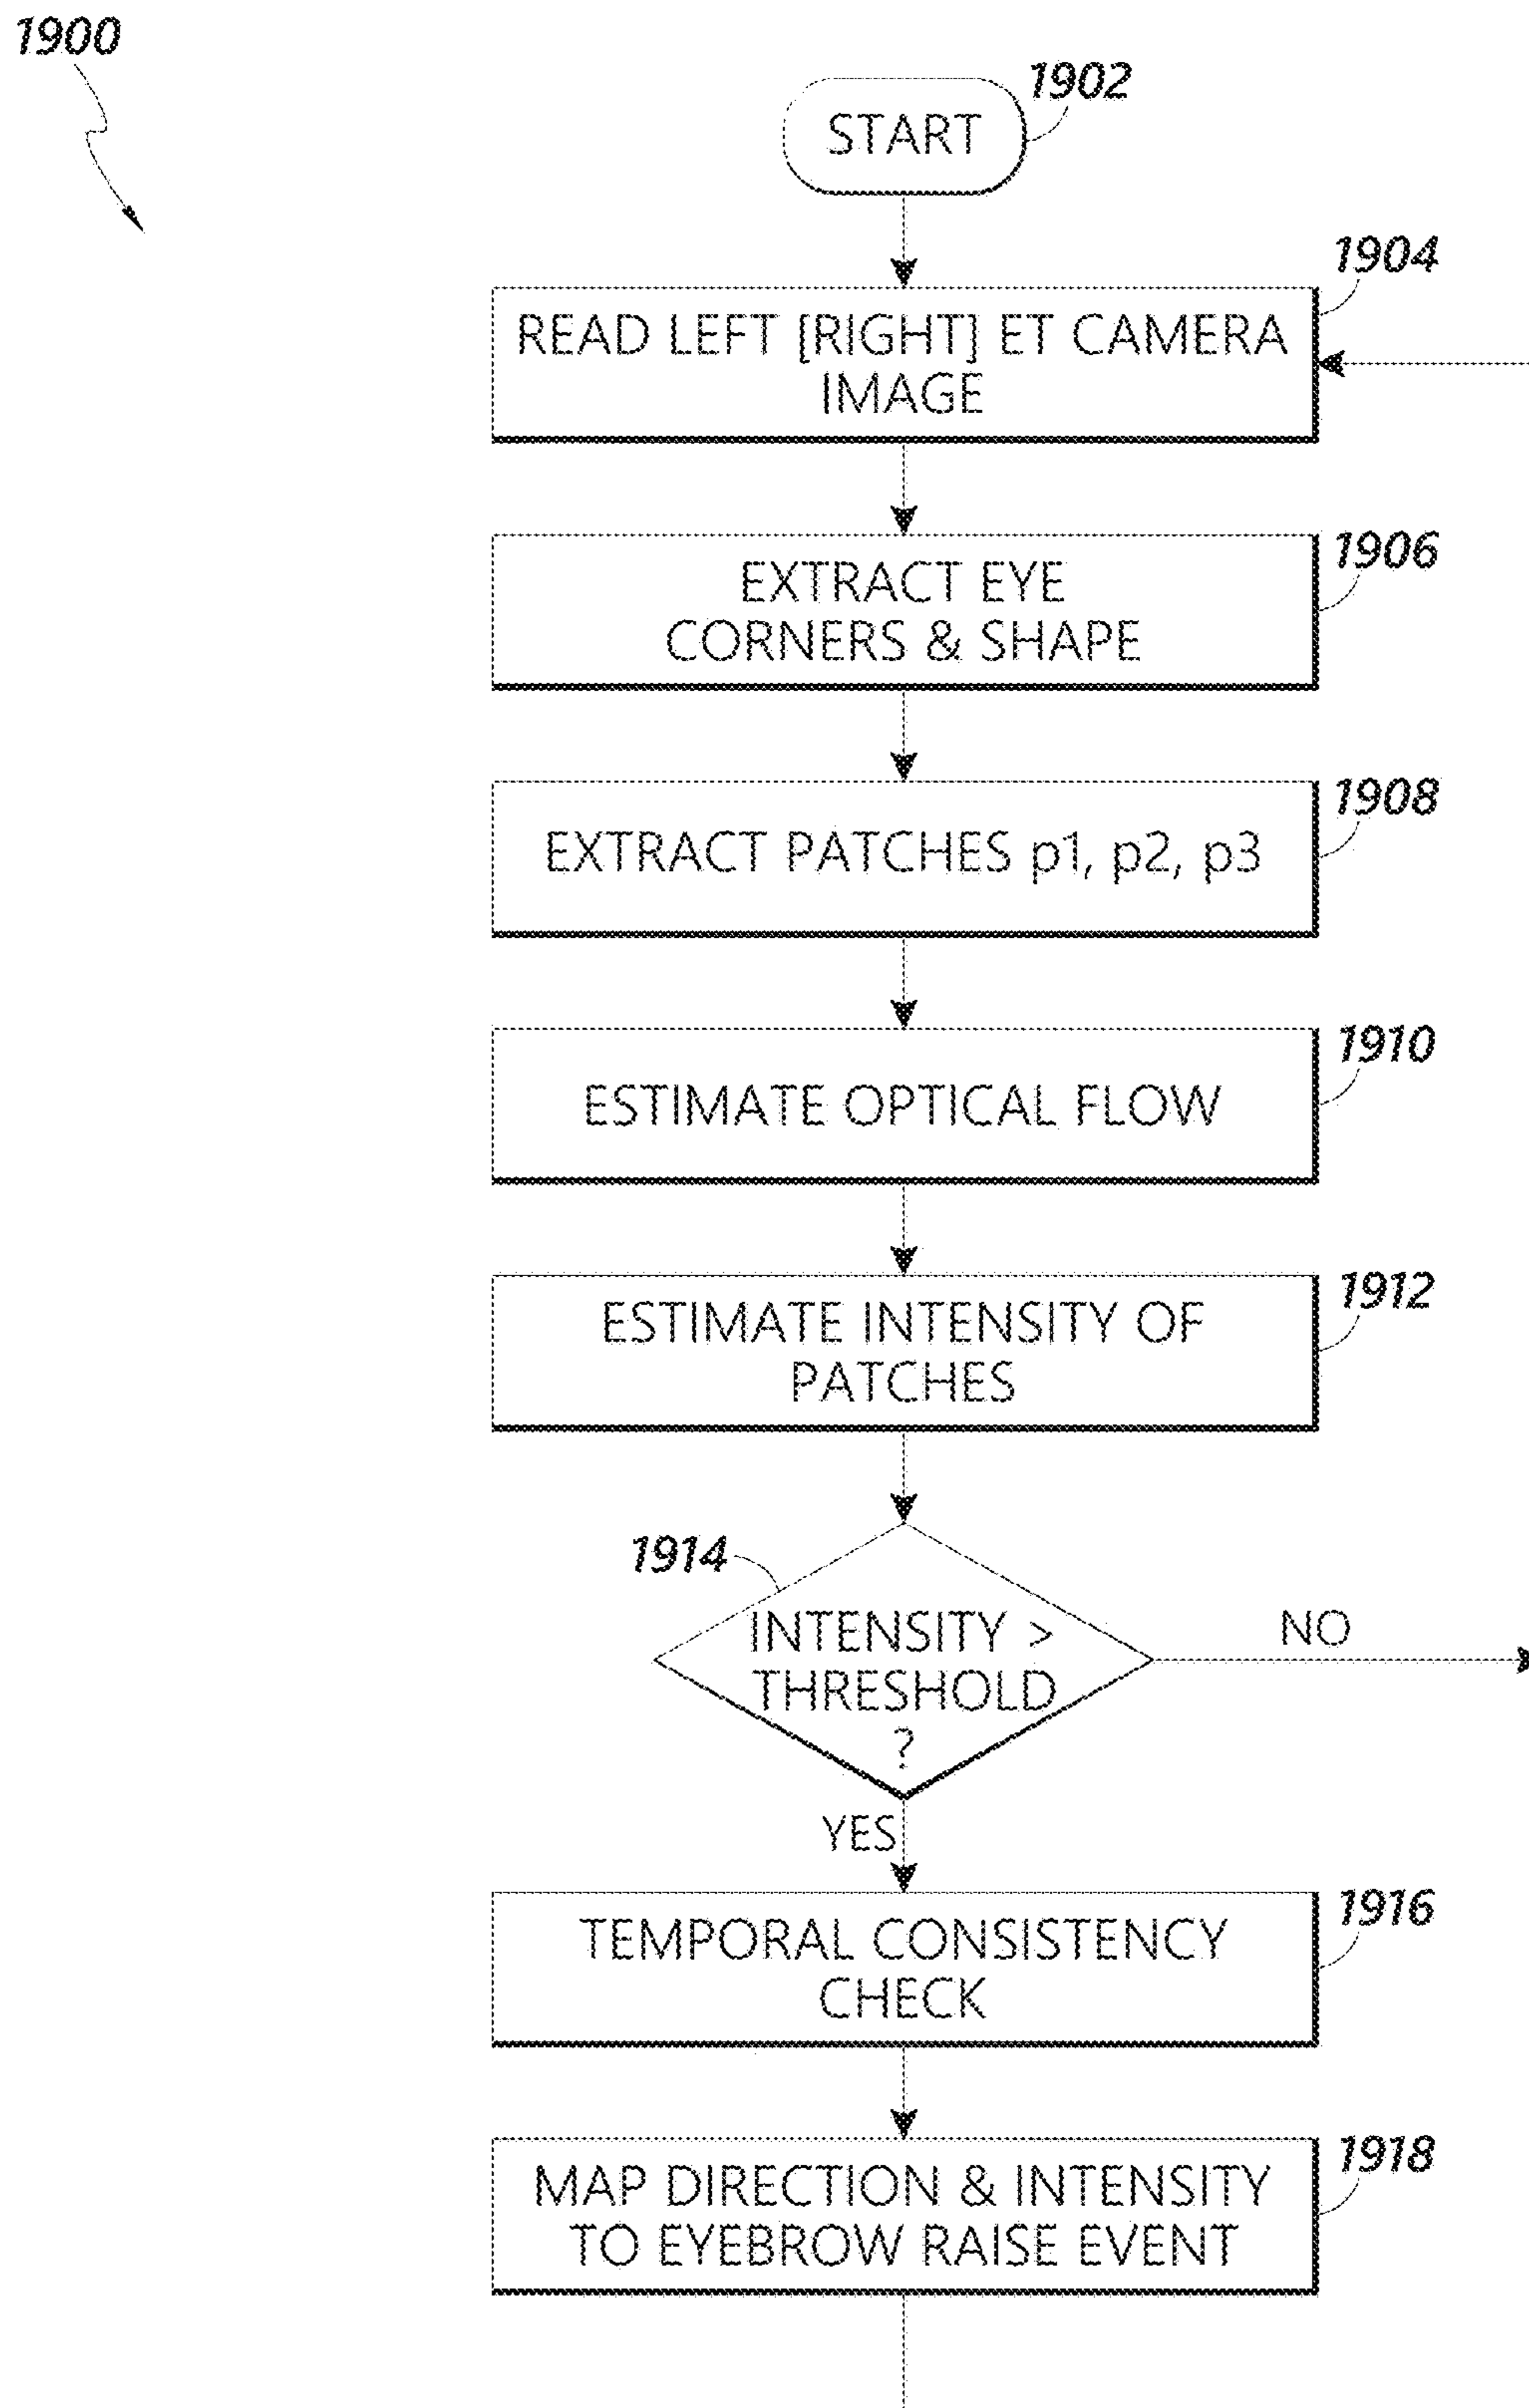 1900
1902
START
1904
READ LEFT [RIGHT] ET CAMERA
IMAGE
1906
EXTRACT EYE
CORNERS & SHAPE
1908
EXTRACT PATCHES p1, p2, p3
1910
ESTIMATE OPTICAL FLOW
1912
ESTIMATE INTENSITY OF
PATCHES
1914
INTENSITY >
THRESHOLD
?
NO
YES
1916
TEMPORAL CONSISTENCY
CHECK
1918
MAP DIRECTION & INTENSITY
TO EYEBROW RAISE EVENT